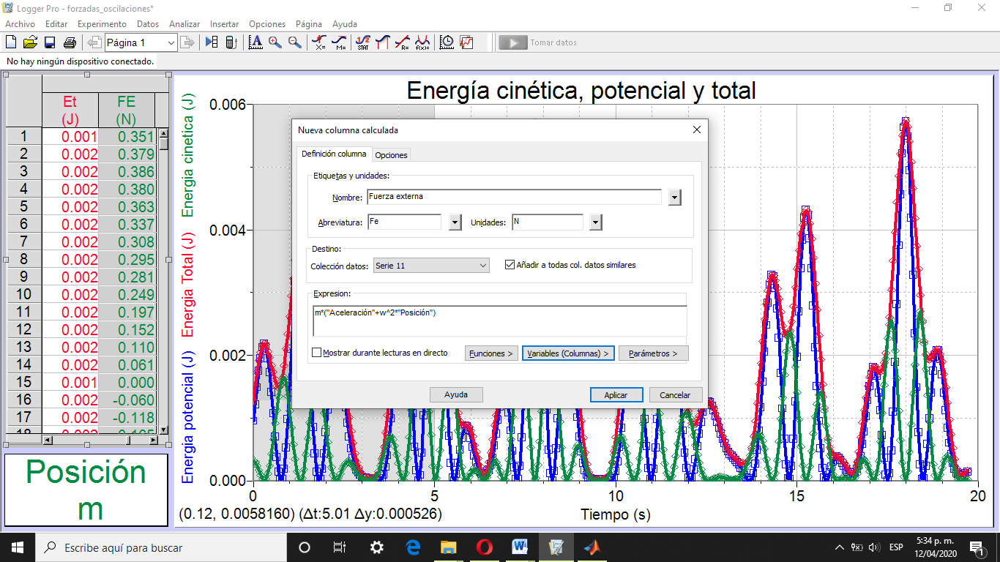 Logger Pro - forzadas_oscilaciones*
Archivo Editar Experimento Datos Analizar Insertar Opciones Página Ayuda
Página 1
Tomar datos
No hay ningún dispositivo conectado.
Et FE
(J) (N)
1 0.001 0.351
2 0.002 0.379
3 0.002 0.386
4 0.002 0.380
5 0.002 0.363
6 0.002 0.337
7 0.002 0.308
8 0.002 0.295
9 0.002 0.281
10 0.002 0.249
11 0.002 0.197
12 0.002 0.152
13 0.002 0.110
14 0.002 0.061
15 0.001 0.000
16 0.002 -0.060
17 0.002 -0.118
Posición
m
Energía cinética, potencial y total
Energia cinetica (J)
Energia Total (J)
Energia potencial (J)
0.006
0.004
0.002
0.000
0 5 10 15 20
(0.12, 0.0058160) (Δt:5.01 Δy:0.000526)
Tiempo (s)
Nueva columna calculada
Definición columna Opciones
Etiquetas y unidades:
Nombre: Fuerza externa
Abreviatura: Fe Unidades: N
Destino:
Colección datos: Serie 11 Añadir a todas col. datos similares
Expresion:
m*("Aceleración"+w^2*"Posición")
Mostrar durante lecturas en directo Funciones > Variables (Columnas) > Parámetros >
Ayuda Aplicar Cancelar
Escribe aquí para buscar
ESP
5:34 p. m.
12/04/2020
1